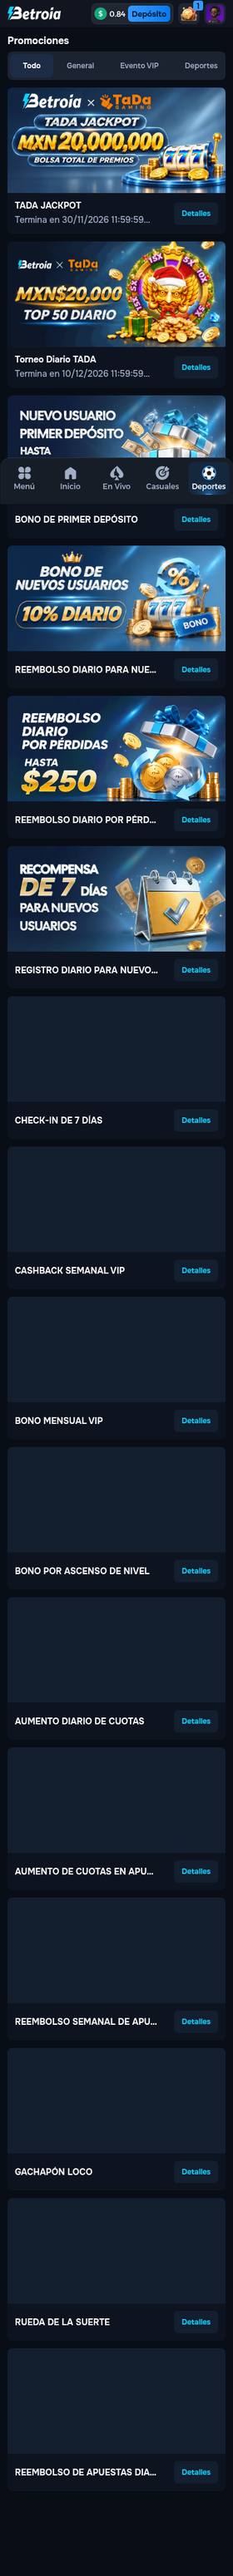 Betroia
$ 0.84 Depósito
1
Promociones
Todo General Evento VIP Deportes
Betroia × TaDa GAMING
TADA JACKPOT
MXN 20,000,000
BOLSA TOTAL DE PREMIOS
TADA JACKPOT
Termina en 30/11/2026 11:59:59...
Detalles
Betroia × TaDa GAMING
MXN$20,000
TOP 50 DIARIO
Torneo Diario TADA
Termina en 10/12/2026 11:59:59...
Detalles
NUEVO USUARIO
PRIMER DEPÓSITO
HASTA
Menú Inicio En Vivo Casuales Deportes
BONO DE PRIMER DEPÓSITO
Detalles
BONO DE
NUEVOS USUARIOS
10% DIARIO
%
BONO
REEMBOLSO DIARIO PARA NUE...
Detalles
REEMBOLSO
DIARIO
POR PÉRDIDAS
HASTA
$250
REEMBOLSO DIARIO POR PÉRD...
Detalles
RECOMPENSA
DE 7 DÍAS
PARA NUEVOS
USUARIOS
REGISTRO DIARIO PARA NUEVO...
Detalles
CHECK-IN DE 7 DÍAS
Detalles
CASHBACK SEMANAL VIP
Detalles
BONO MENSUAL VIP
Detalles
BONO POR ASCENSO DE NIVEL
Detalles
AUMENTO DIARIO DE CUOTAS
Detalles
AUMENTO DE CUOTAS EN APU...
Detalles
REEMBOLSO SEMANAL DE APU...
Detalles
GACHAPÓN LOCO
Detalles
RUEDA DE LA SUERTE
Detalles
REEMBOLSO DE APUESTAS DIA...
Detalles